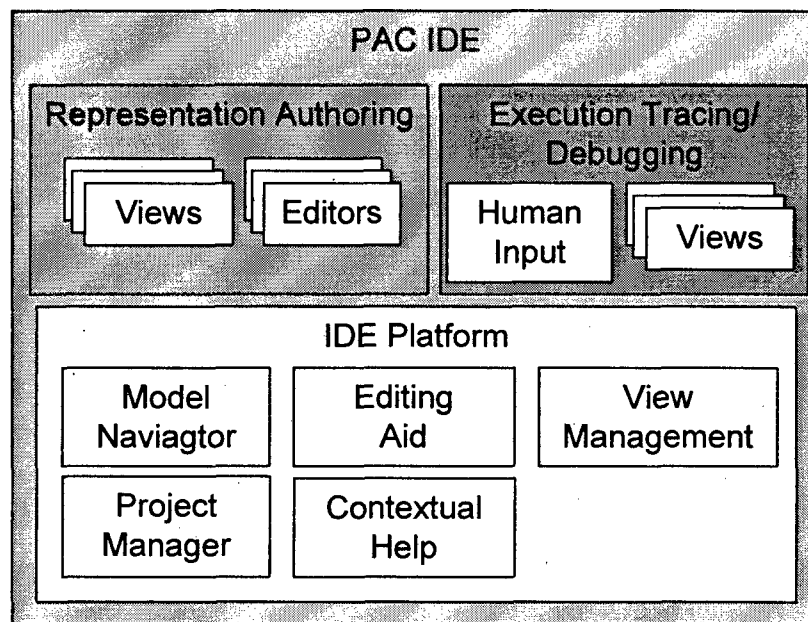 PAC IDE
Representation Authoring
Views
Editors
Execution Tracing/
Debugging
Human
Input
Views
IDE Platform
Model
Naviagtor
Editing
Aid
View
Management
Project
Manager
Contextual
Help